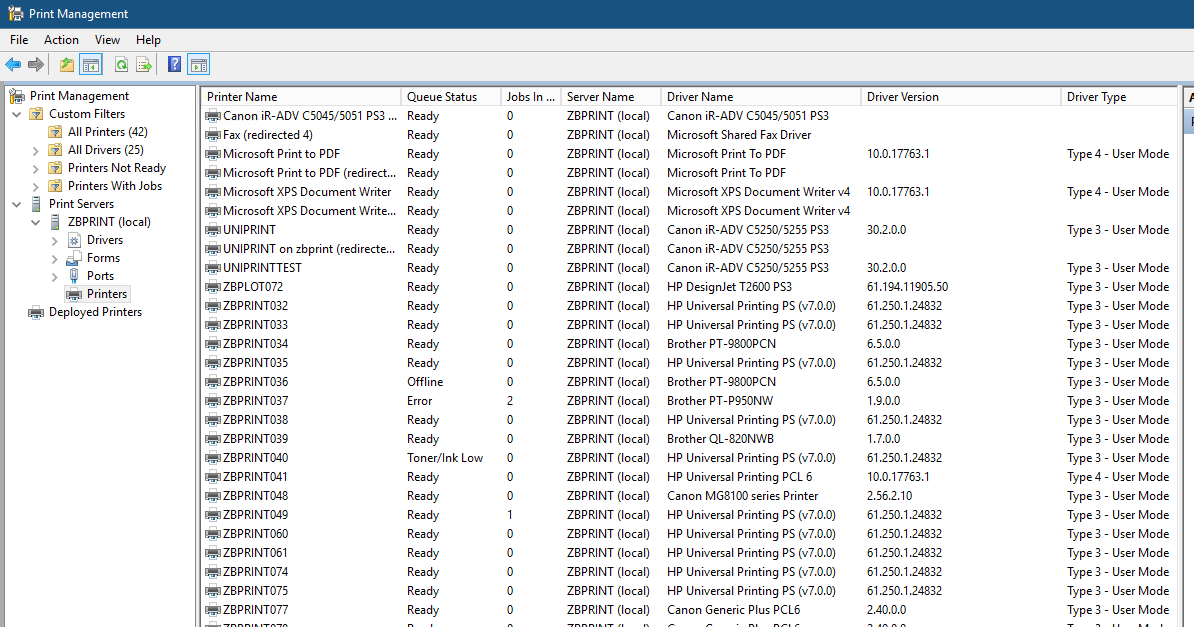 Print Management
File Action View Help
Print Management
Custom Filters
All Printers (42)
All Drivers (25)
Printers Not Ready
Printers With Jobs
Print Servers
ZBPRINT (local)
Drivers
Forms
Ports
Printers
Deployed Printers
Printer Name Queue Status Jobs In ... Server Name Driver Name Driver Version Driver Type
Canon iR-ADV C5045/5051 PS3 ... Ready 0 ZBPRINT (local) Canon iR-ADV C5045/5051 PS3
Fax (redirected 4) Ready 0 ZBPRINT (local) Microsoft Shared Fax Driver
Microsoft Print to PDF Ready 0 ZBPRINT (local) Microsoft Print To PDF 10.0.17763.1 Type 4 - User Mode
Microsoft Print to PDF (redirect... Ready 0 ZBPRINT (local) Microsoft Print To PDF
Microsoft XPS Document Writer Ready 0 ZBPRINT (local) Microsoft XPS Document Writer v4 10.0.17763.1 Type 4 - User Mode
Microsoft XPS Document Write... Ready 0 ZBPRINT (local) Microsoft XPS Document Writer v4
UNIPRINT Ready 0 ZBPRINT (local) Canon iR-ADV C5250/5255 PS3 30.2.0.0 Type 3 - User Mode
UNIPRINT on zbprint (redirecte... Ready 0 ZBPRINT (local) Canon iR-ADV C5250/5255 PS3
UNIPRINTTEST Ready 0 ZBPRINT (local) Canon iR-ADV C5250/5255 PS3 30.2.0.0 Type 3 - User Mode
ZBPLOT072 Ready 0 ZBPRINT (local) HP DesignJet T2600 PS3 61.194.11905.50 Type 3 - User Mode
ZBPRINT032 Ready 0 ZBPRINT (local) HP Universal Printing PS (v7.0.0) 61.250.1.24832 Type 3 - User Mode
ZBPRINT033 Ready 0 ZBPRINT (local) HP Universal Printing PS (v7.0.0) 61.250.1.24832 Type 3 - User Mode
ZBPRINT034 Ready 0 ZBPRINT (local) Brother PT-9800PCN 6.5.0.0 Type 3 - User Mode
ZBPRINT035 Ready 0 ZBPRINT (local) HP Universal Printing PS (v7.0.0) 61.250.1.24832 Type 3 - User Mode
ZBPRINT036 Offline 0 ZBPRINT (local) Brother PT-9800PCN 6.5.0.0 Type 3 - User Mode
ZBPRINT037 Error 2 ZBPRINT (local) Brother PT-P950NW 1.9.0.0 Type 3 - User Mode
ZBPRINT038 Ready 0 ZBPRINT (local) HP Universal Printing PS (v7.0.0) 61.250.1.24832 Type 3 - User Mode
ZBPRINT039 Ready 0 ZBPRINT (local) Brother QL-820NWB 1.7.0.0 Type 3 - User Mode
ZBPRINT040 Toner/Ink Low 0 ZBPRINT (local) HP Universal Printing PS (v7.0.0) 61.250.1.24832 Type 3 - User Mode
ZBPRINT041 Ready 0 ZBPRINT (local) HP Universal Printing PCL 6 10.0.17763.1 Type 4 - User Mode
ZBPRINT048 Ready 0 ZBPRINT (local) Canon MG8100 series Printer 2.56.2.10 Type 3 - User Mode
ZBPRINT049 Ready 1 ZBPRINT (local) HP Universal Printing PS (v7.0.0) 61.250.1.24832 Type 3 - User Mode
ZBPRINT060 Ready 0 ZBPRINT (local) HP Universal Printing PS (v7.0.0) 61.250.1.24832 Type 3 - User Mode
ZBPRINT061 Ready 0 ZBPRINT (local) HP Universal Printing PS (v7.0.0) 61.250.1.24832 Type 3 - User Mode
ZBPRINT074 Ready 0 ZBPRINT (local) HP Universal Printing PS (v7.0.0) 61.250.1.24832 Type 3 - User Mode
ZBPRINT075 Ready 0 ZBPRINT (local) HP Universal Printing PS (v7.0.0) 61.250.1.24832 Type 3 - User Mode
ZBPRINT077 Ready 0 ZBPRINT (local) Canon Generic Plus PCL6 2.40.0.0 Type 3 - User Mode